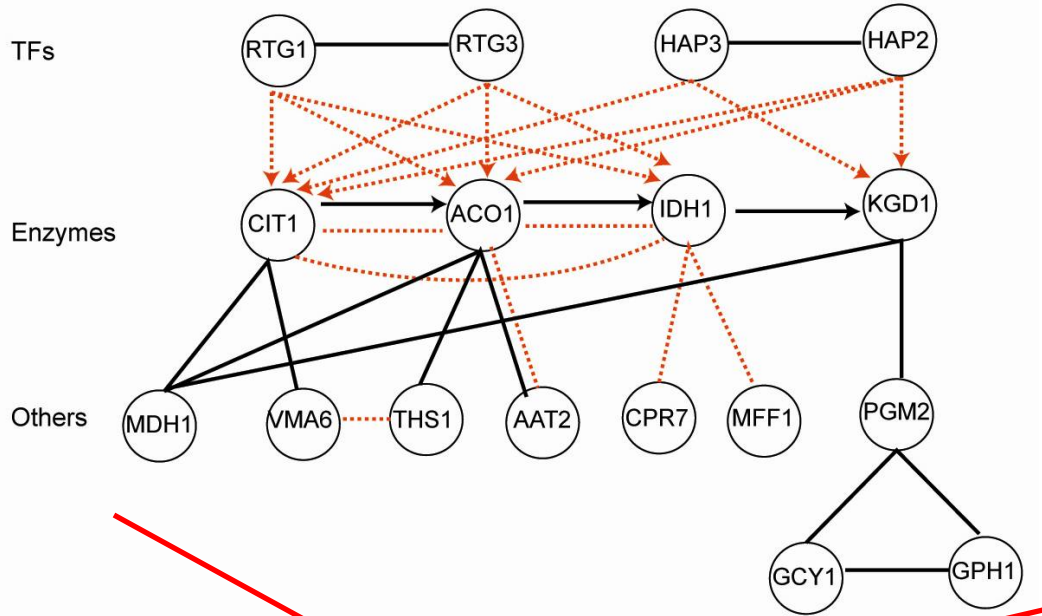 TFs
RTG1
RTG3
HAP3
HAP2
Enzymes
CIT1
ACO1
IDH1
KGD1
Others
MDH1
VMA6
THS1
AAT2
CPR7
MFF1
PGM2
GCY1
GPH1